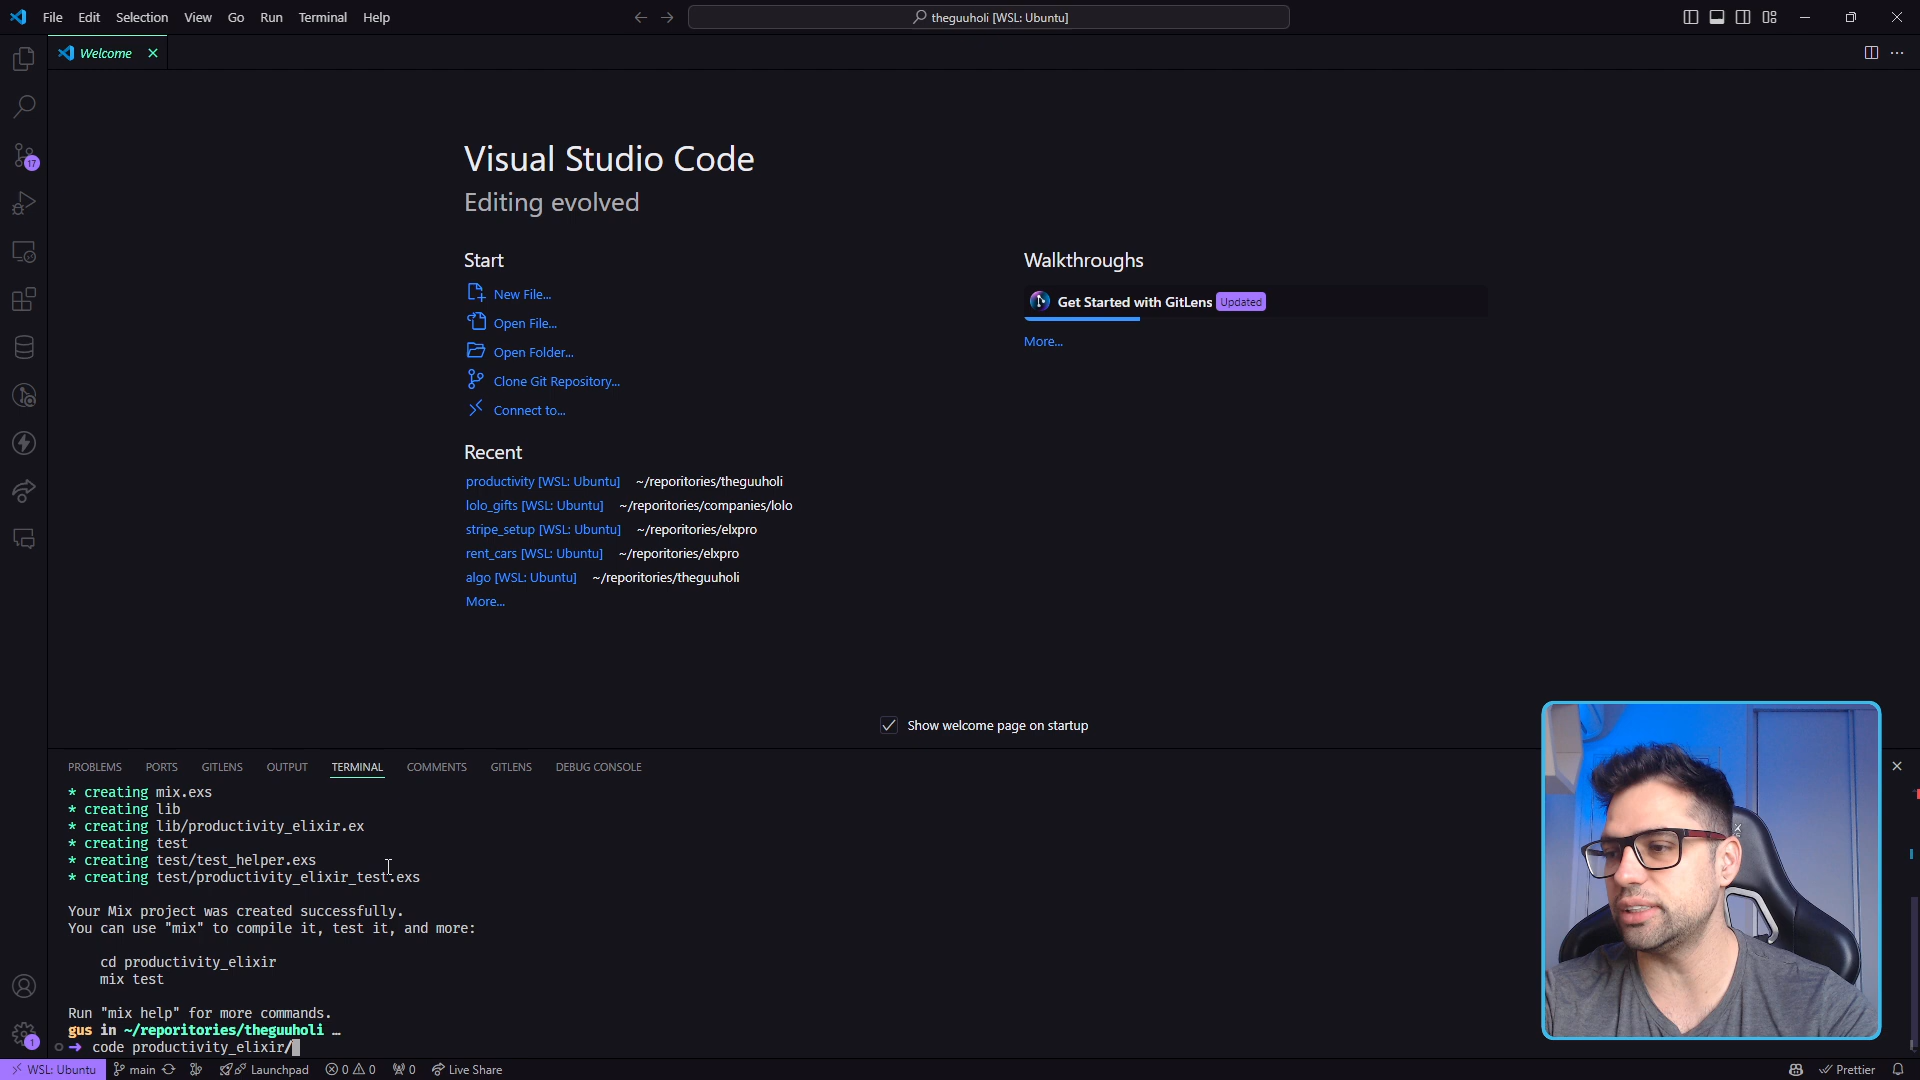 File Edit Selection View Go Run Terminal Help
theguuholi [WSL: Ubuntu]
Welcome
Visual Studio Code
Editing evolved
Start
New File...
Open File...
Open Folder...
Clone Git Repository...
Connect to...
Recent
productivity [WSL: Ubuntu] ~/reporitories/theguuholi
lolo_gifts [WSL: Ubuntu] ~/reporitories/companies/lolo
stripe_setup [WSL: Ubuntu] ~/reporitories/elxpro
rent_cars [WSL: Ubuntu] ~/reporitories/elxpro
algo [WSL: Ubuntu] ~/reporitories/theguuholi
More...
Walkthroughs
Get Started with GitLens Updated
More...
Show welcome page on startup
17
1
PROBLEMS PORTS GITLENS OUTPUT TERMINAL COMMENTS GITLENS DEBUG CONSOLE
* creating mix.exs
* creating lib
* creating lib/productivity_elixir.ex
* creating test
* creating test/test_helper.exs
* creating test/productivity_elixir_test.exs
Your Mix project was created successfully.
You can use "mix" to compile it, test it, and more:
cd productivity_elixir
mix test
Run "mix help" for more commands.
gus in ~/reporitories/theguuholi …
➜ code productivity_elixir/
WSL: Ubuntu main Launchpad 0 0 0 Live Share Prettier